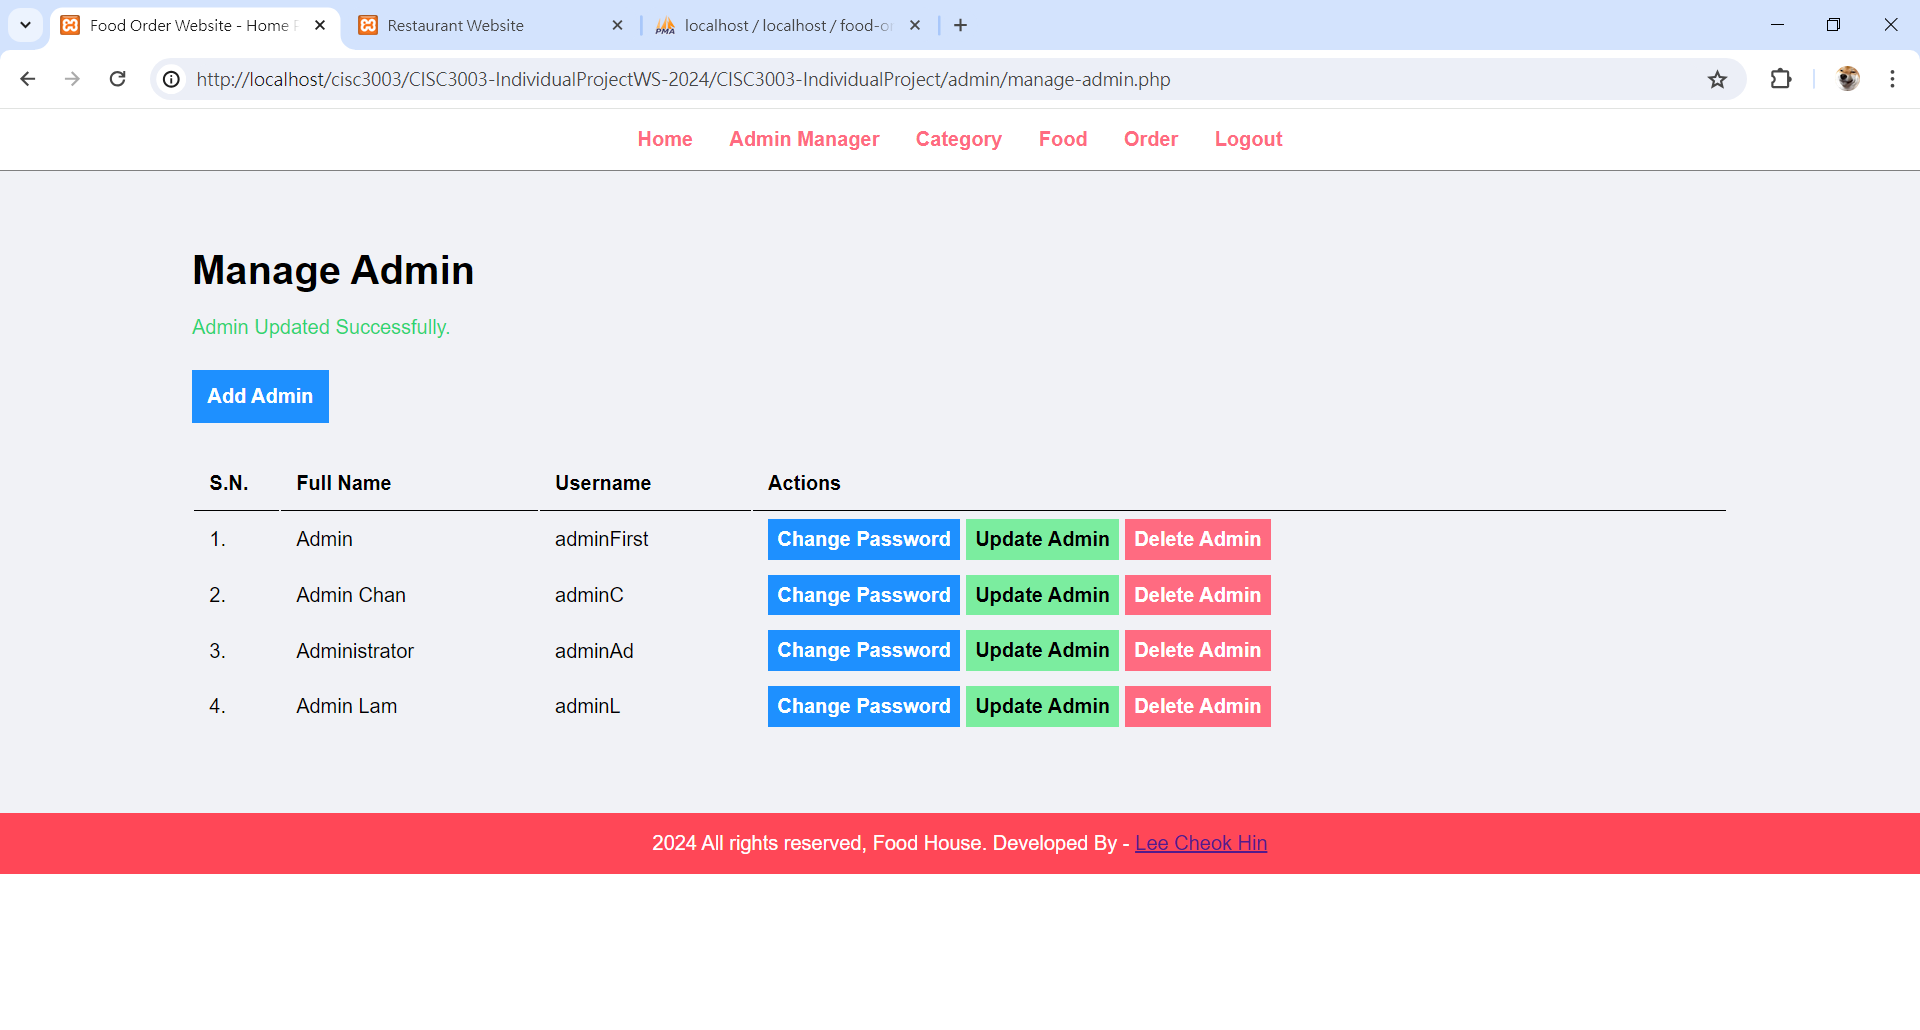 Food Order Website - Home
Restaurant Website
PMA
localhost / localhost / food-or
http://localhost/cisc3003/CISC3003-IndividualProjectWS-2024/CISC3003-IndividualProject/admin/manage-admin.php
Home Admin Manager Category Food Order Logout
Manage Admin
Admin Updated Successfully.
Add Admin
S.N. Full Name Username Actions
1. Admin adminFirst Change Password Update Admin Delete Admin
2. Admin Chan adminC Change Password Update Admin Delete Admin
3. Administrator adminAd Change Password Update Admin Delete Admin
4. Admin Lam adminL Change Password Update Admin Delete Admin
2024 All rights reserved, Food House. Developed By - Lee Cheok Hin